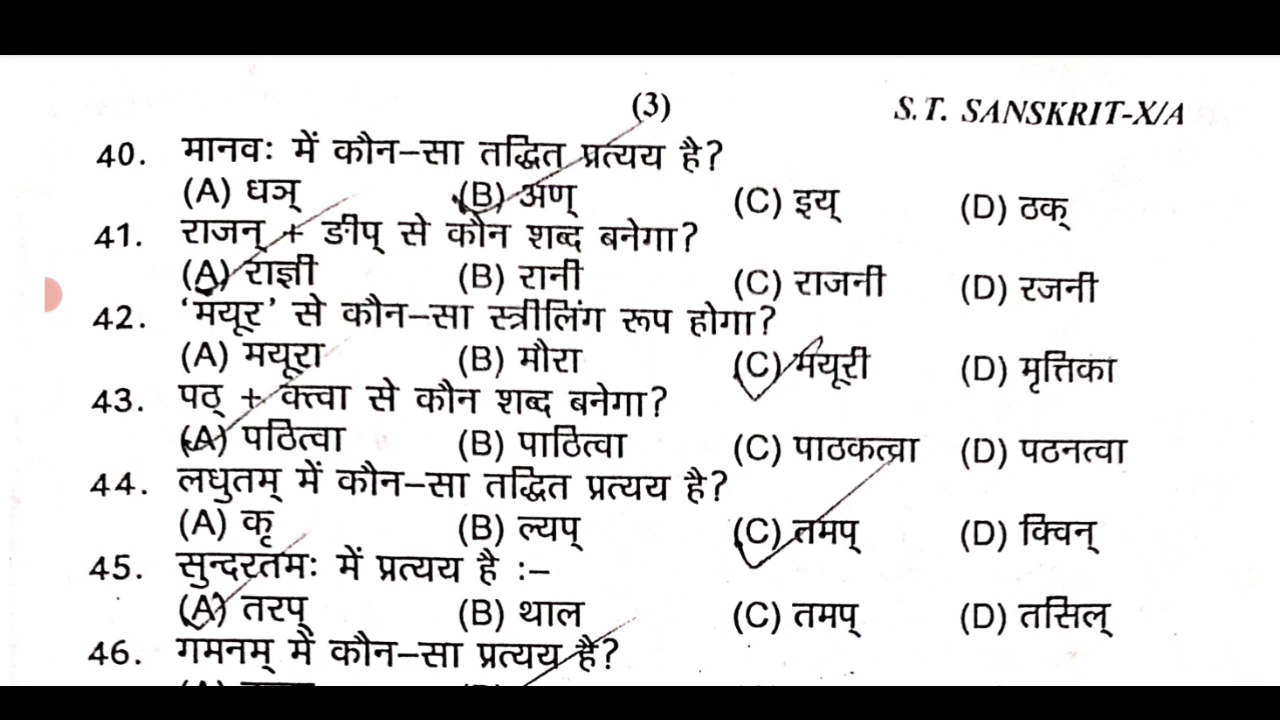 (3) S.T. SANSKRIT-X/A
40. मानवः में कौन–सा तद्धित प्रत्यय है?
(A) धञ् (B) अण् (C) इय् (D) ठक्
41. राजन् + ङीप् से कौन शब्द बनेगा?
(A) राज्ञी (B) रानी (C) राजनी (D) रजनी
42. ‘मयूर’ से कौन–सा स्त्रीलिंग रूप होगा?
(A) मयूरा (B) मौरा (C) मयूरी (D) मृत्तिका
43. पठ् + क्त्वा से कौन शब्द बनेगा?
(A) पठित्वा (B) पाठित्वा (C) पाठकत्वा (D) पठनत्वा
44. लधुतम् में कौन–सा तद्धित प्रत्यय है?
(A) कृ (B) ल्यप् (C) तमप् (D) क्विन्
45. सुन्दरतमः में प्रत्यय है :–
(A) तरप् (B) थाल (C) तमप् (D) तसिल्
46. गमनम् में कौन–सा प्रत्यय है?